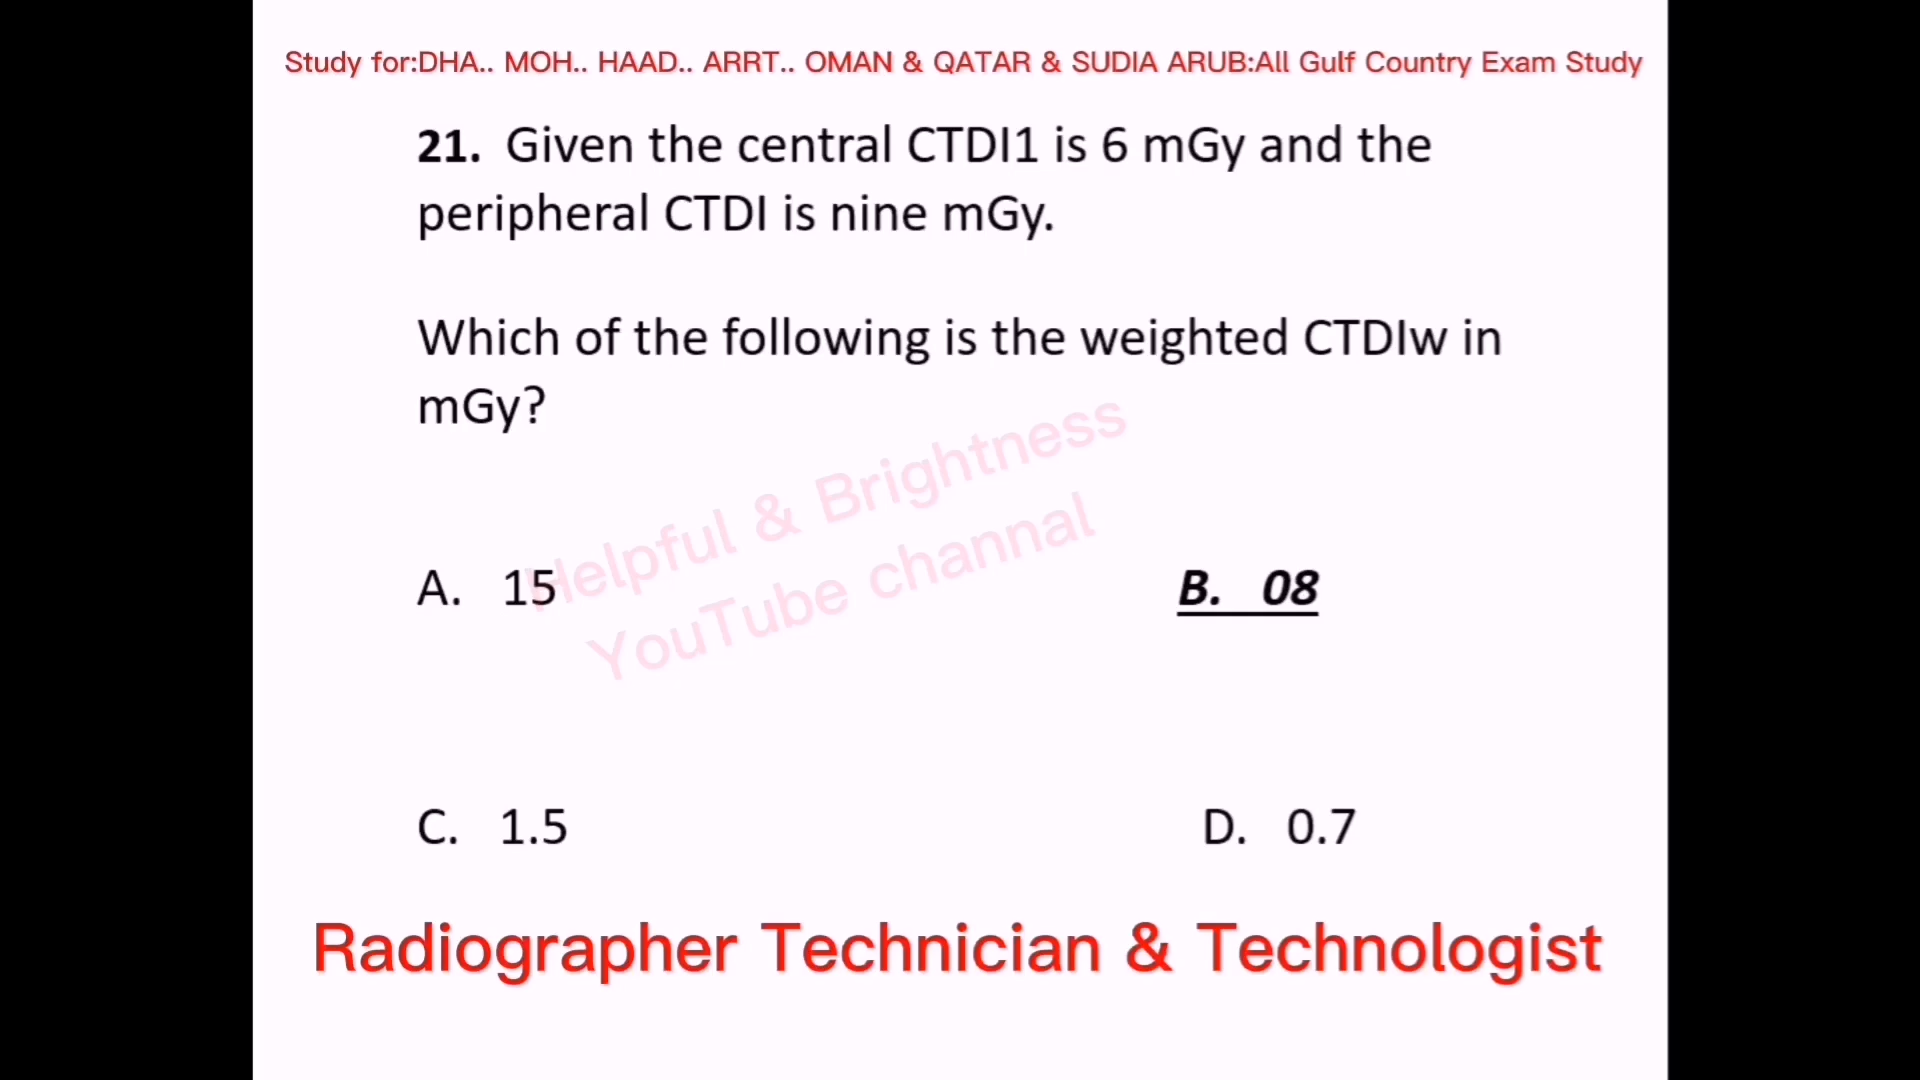 Study for:DHA.. MOH.. HAAD.. ARRT.. OMAN & QATAR & SUDIA ARUB:All Gulf Country Exam Study
21. Given the central CTDI1 is 6 mGy and the
peripheral CTDI is nine mGy.
Which of the following is the weighted CTDIw in
mGy?
Helpful & Brightness
YouTube channal
A. 15
B. 08
C. 1.5
D. 0.7
Radiographer Technician & Technologist